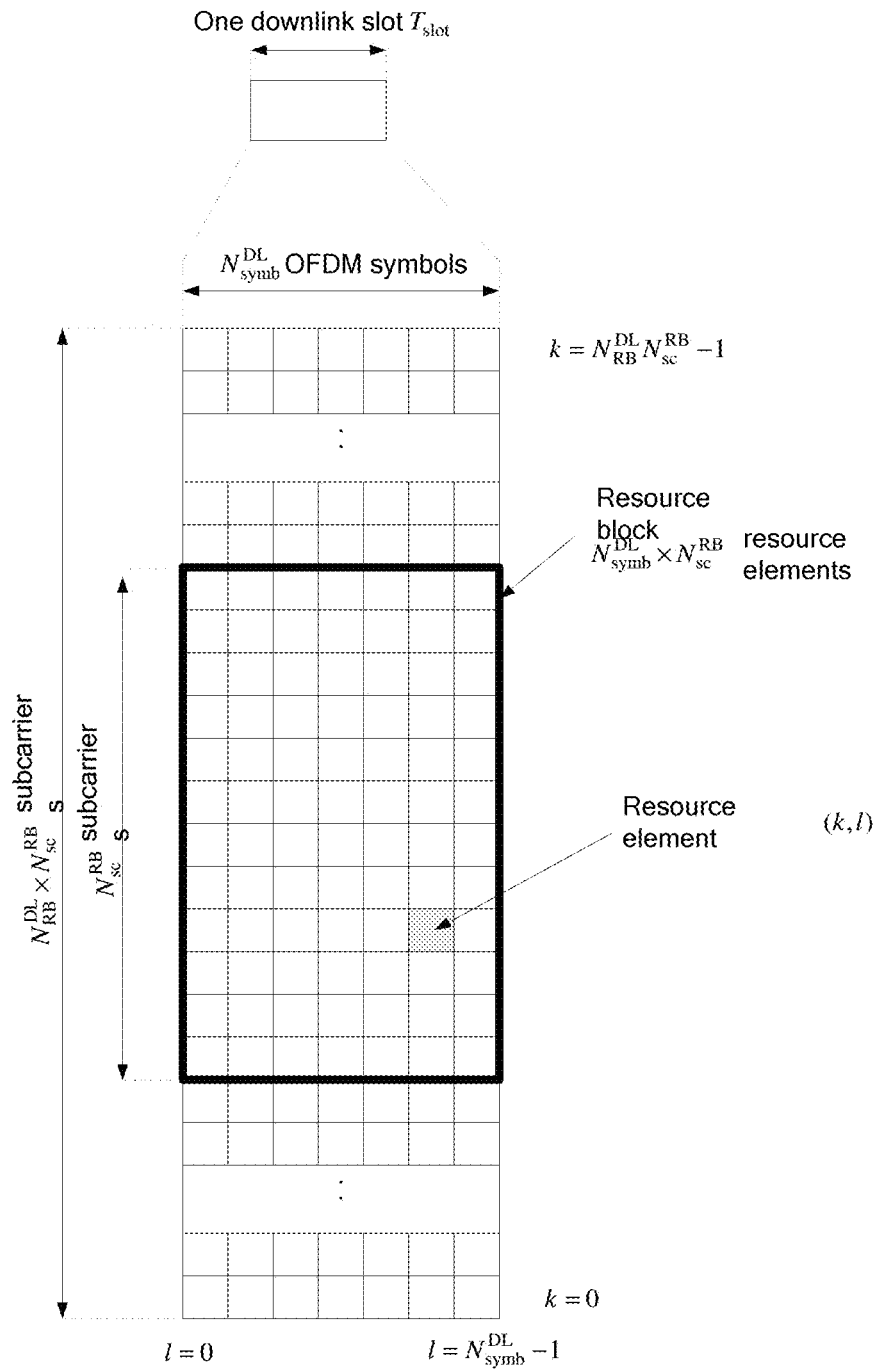 One downlink slot T_slot
N_symb^DL OFDM symbols
k = N_RB^DL N_sc^RB −1
:
Resource
block
N_symb^DL × N_sc^RB
resource
elements
N_RB^DL × N_sc^RB subcarrier
s
N_sc^RB subcarrier
s
Resource
element
(k,l)
:
k = 0
l = 0
l = N_symb^DL −1